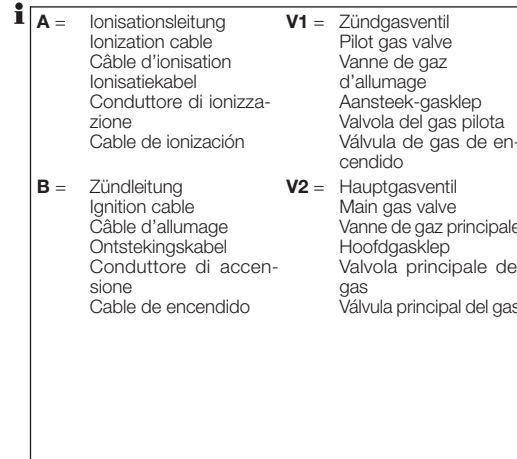 i
A = Ionisationsleitung
Ionization cable
Câble d'ionisation
Ionisatiekabel
Conduttore di ionizza-
zione
Cable de ionización
B = Zündleitung
Ignition cable
Câble d'allumage
Ontstekingskabel
Conduttore di accen-
sione
Cable de encendido
V1 = Zündgasventil
Pilot gas valve
Vanne de gaz
d'allumage
Aansteek-gasklep
Valvola del gas pilota
Válvula de gas de en-
cendido
V2 = Hauptgasventil
Main gas valve
Vanne de gaz principale
Hoofdgasklep
Valvola principale de
gas
Válvula principal del gas